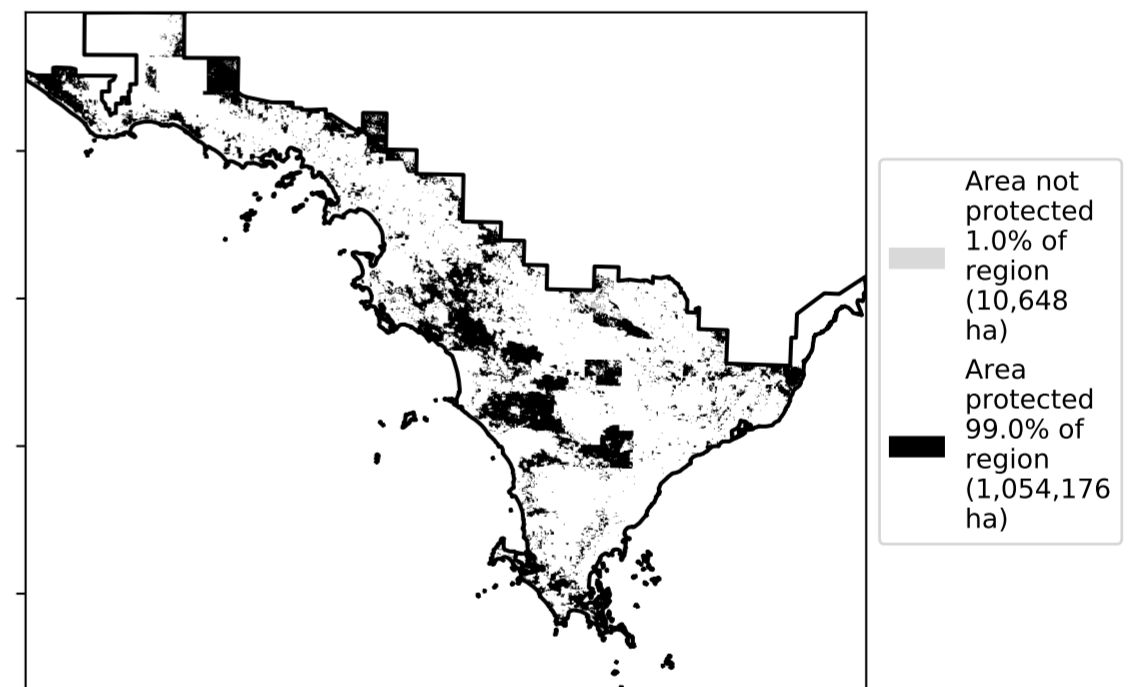 Area not
protected
1.0% of
region
(10,648
ha)
Area
protected
99.0% of
region
(1,054,176
ha)